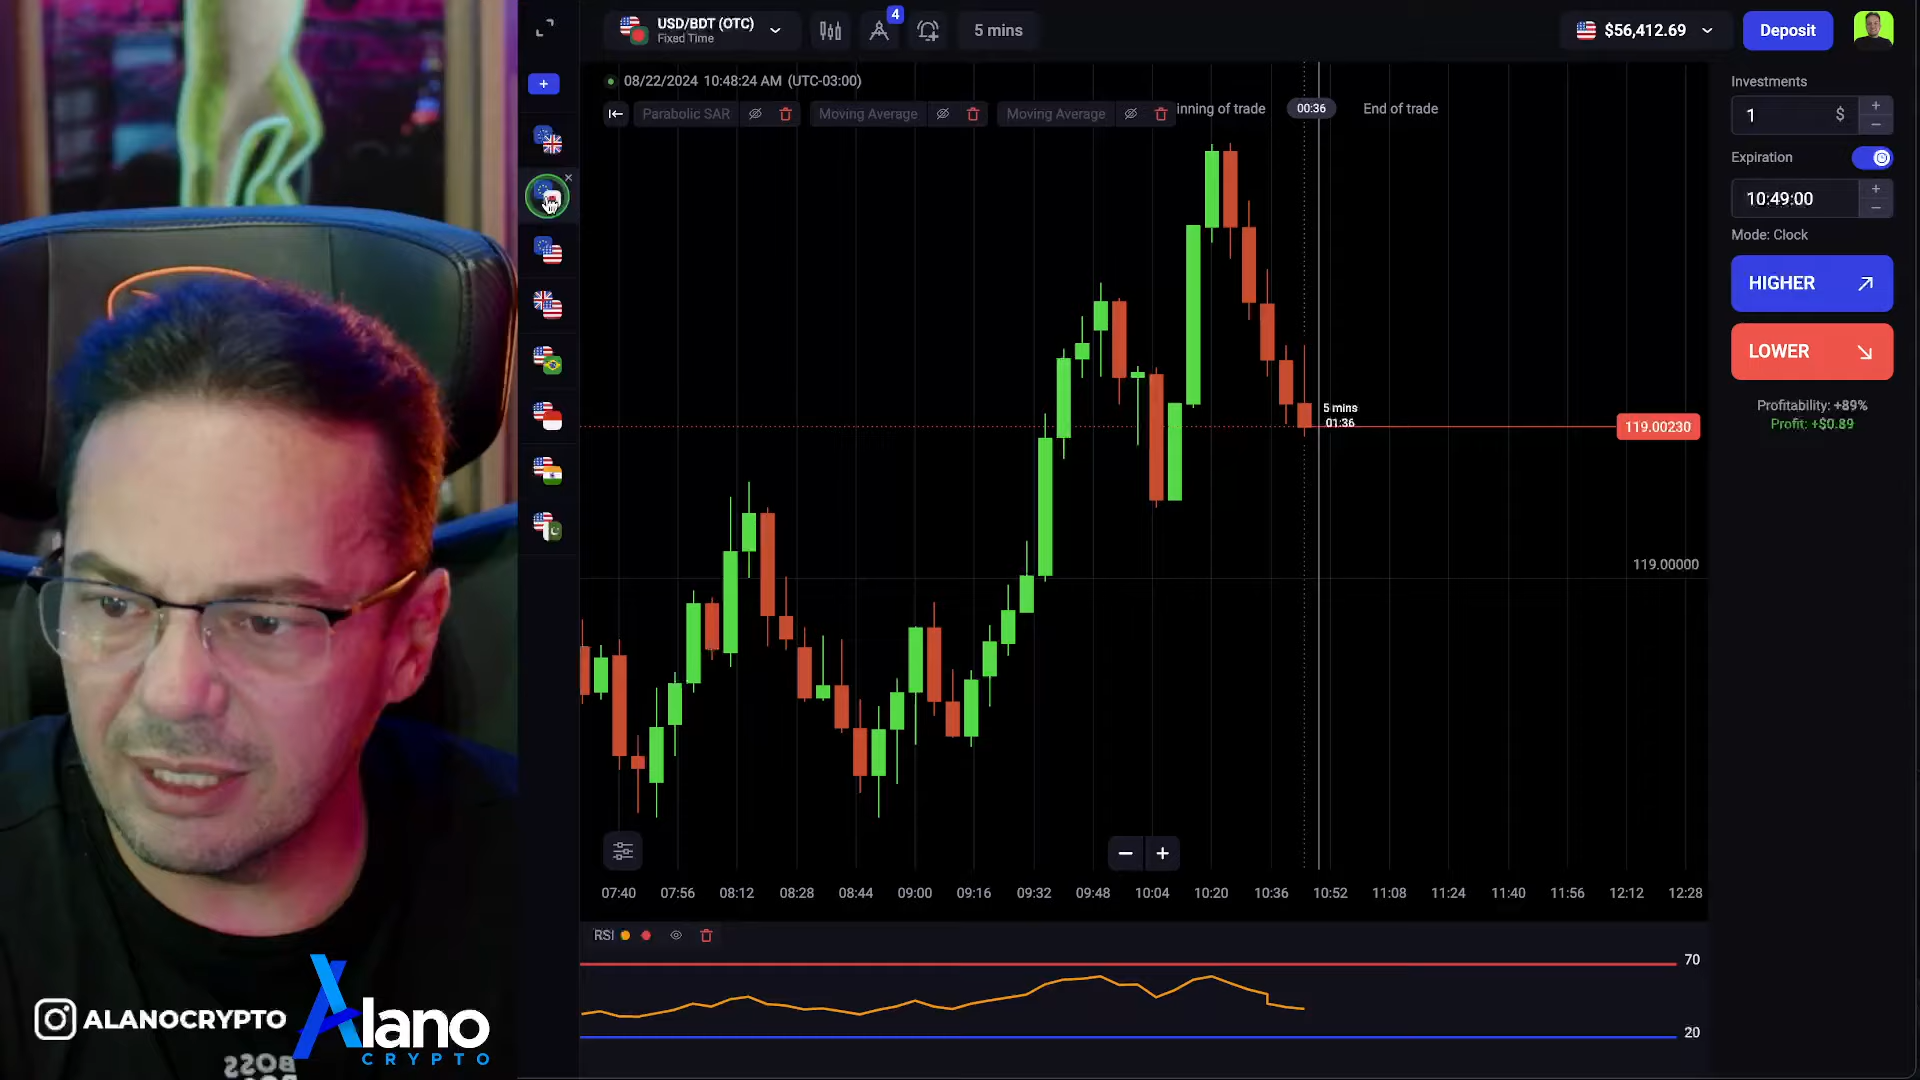 USD/BDT (OTC)
Fixed Time
4
5 mins
$56,412.69
Deposit
08/22/2024 10:48:24 AM (UTC-03:00)
Parabolic SAR
Moving Average
Moving Average
inning of trade
00:36
End of trade
Investments
1 $
Expiration
10:49:00
Mode: Clock
HIGHER
LOWER
Profitability: +89%
Profit: +$0.89
5 mins
01:36
119.00230
119.00000
07:40 07:56 08:12 08:28 08:44 09:00 09:16 09:32 09:48 10:04 10:20 10:36 10:52 11:08 11:24 11:40 11:56 12:12 12:28
RSI
70
20
ALANOCRYPTO
Alano
CRYPTO
BOSS